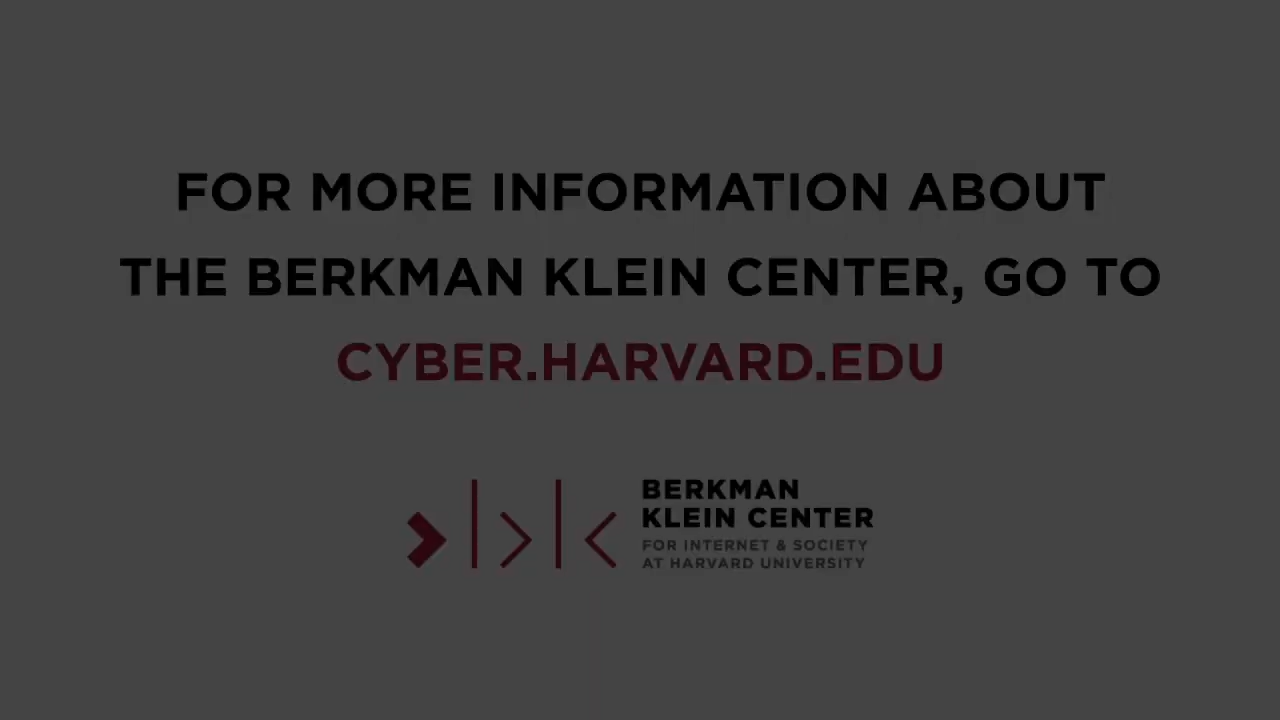 FOR MORE INFORMATION ABOUT
THE BERKMAN KLEIN CENTER, GO TO
CYBER.HARVARD.EDU
BERKMAN
KLEIN CENTER
FOR INTERNET & SOCIETY
AT HARVARD UNIVERSITY